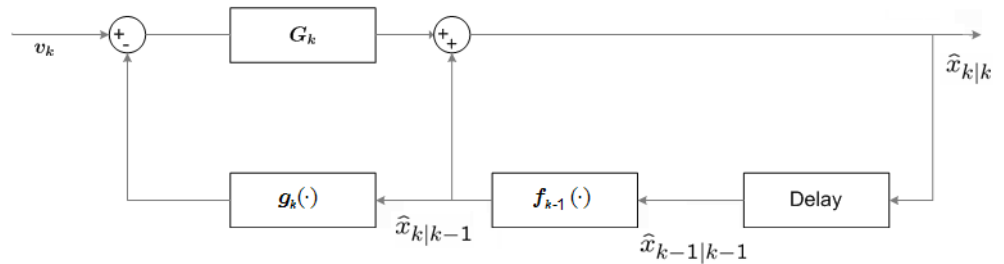 +
-
v_k
G_k
+
+
x̂_{k|k}
g_k(·)
x̂_{k|k−1}
f_{k-1}(·)
x̂_{k−1|k−1}
Delay